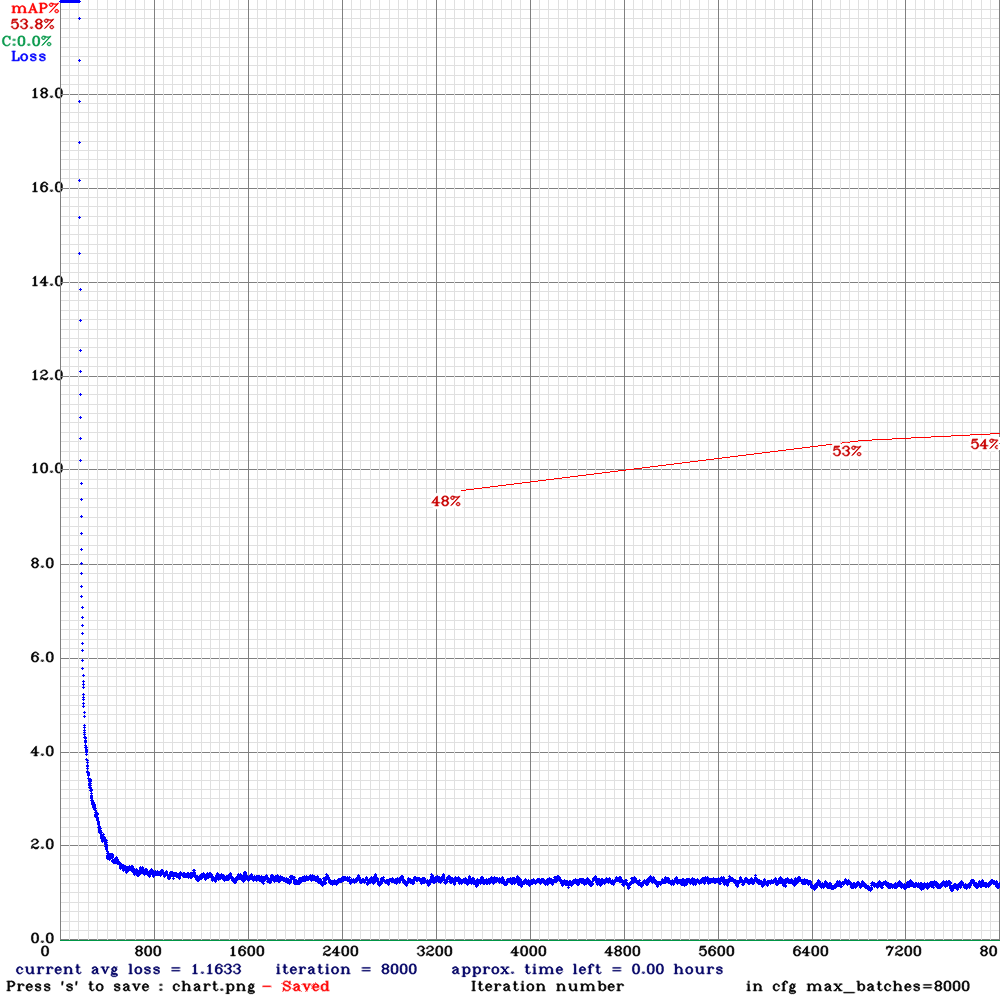 mAP%
53.8%
C:0.0%
Loss
18.0
16.0
14.0
12.0
10.0
8.0
6.0
4.0
2.0
0.0
48%
53%
54%
0 800 1600 2400 3200 4000 4800 5600 6400 7200 80
current avg loss = 1.1633 iteration = 8000 approx. time left = 0.00 hours
Press 's' to save : chart.png - Saved Iteration number in cfg max_batches=8000